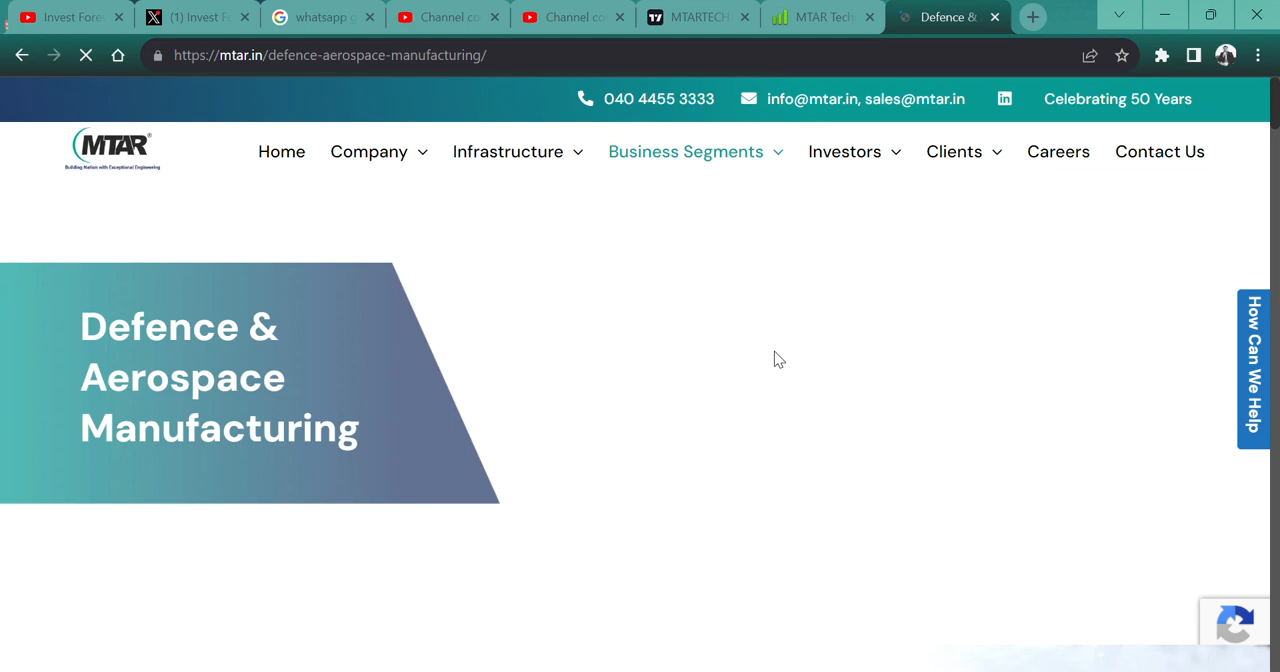 Invest Fore
(1) Invest F
whatsapp g
Channel co
Channel co
MTARTECH
MTAR Tech
Defence &
https://mtar.in/defence-aerospace-manufacturing/
040 4455 3333
info@mtar.in, sales@mtar.in
Celebrating 50 Years
MTAR
Building Nation with Exceptional Engineering
Home
Company
Infrastructure
Business Segments
Investors
Clients
Careers
Contact Us
Defence &
Aerospace
Manufacturing
How Can We Help